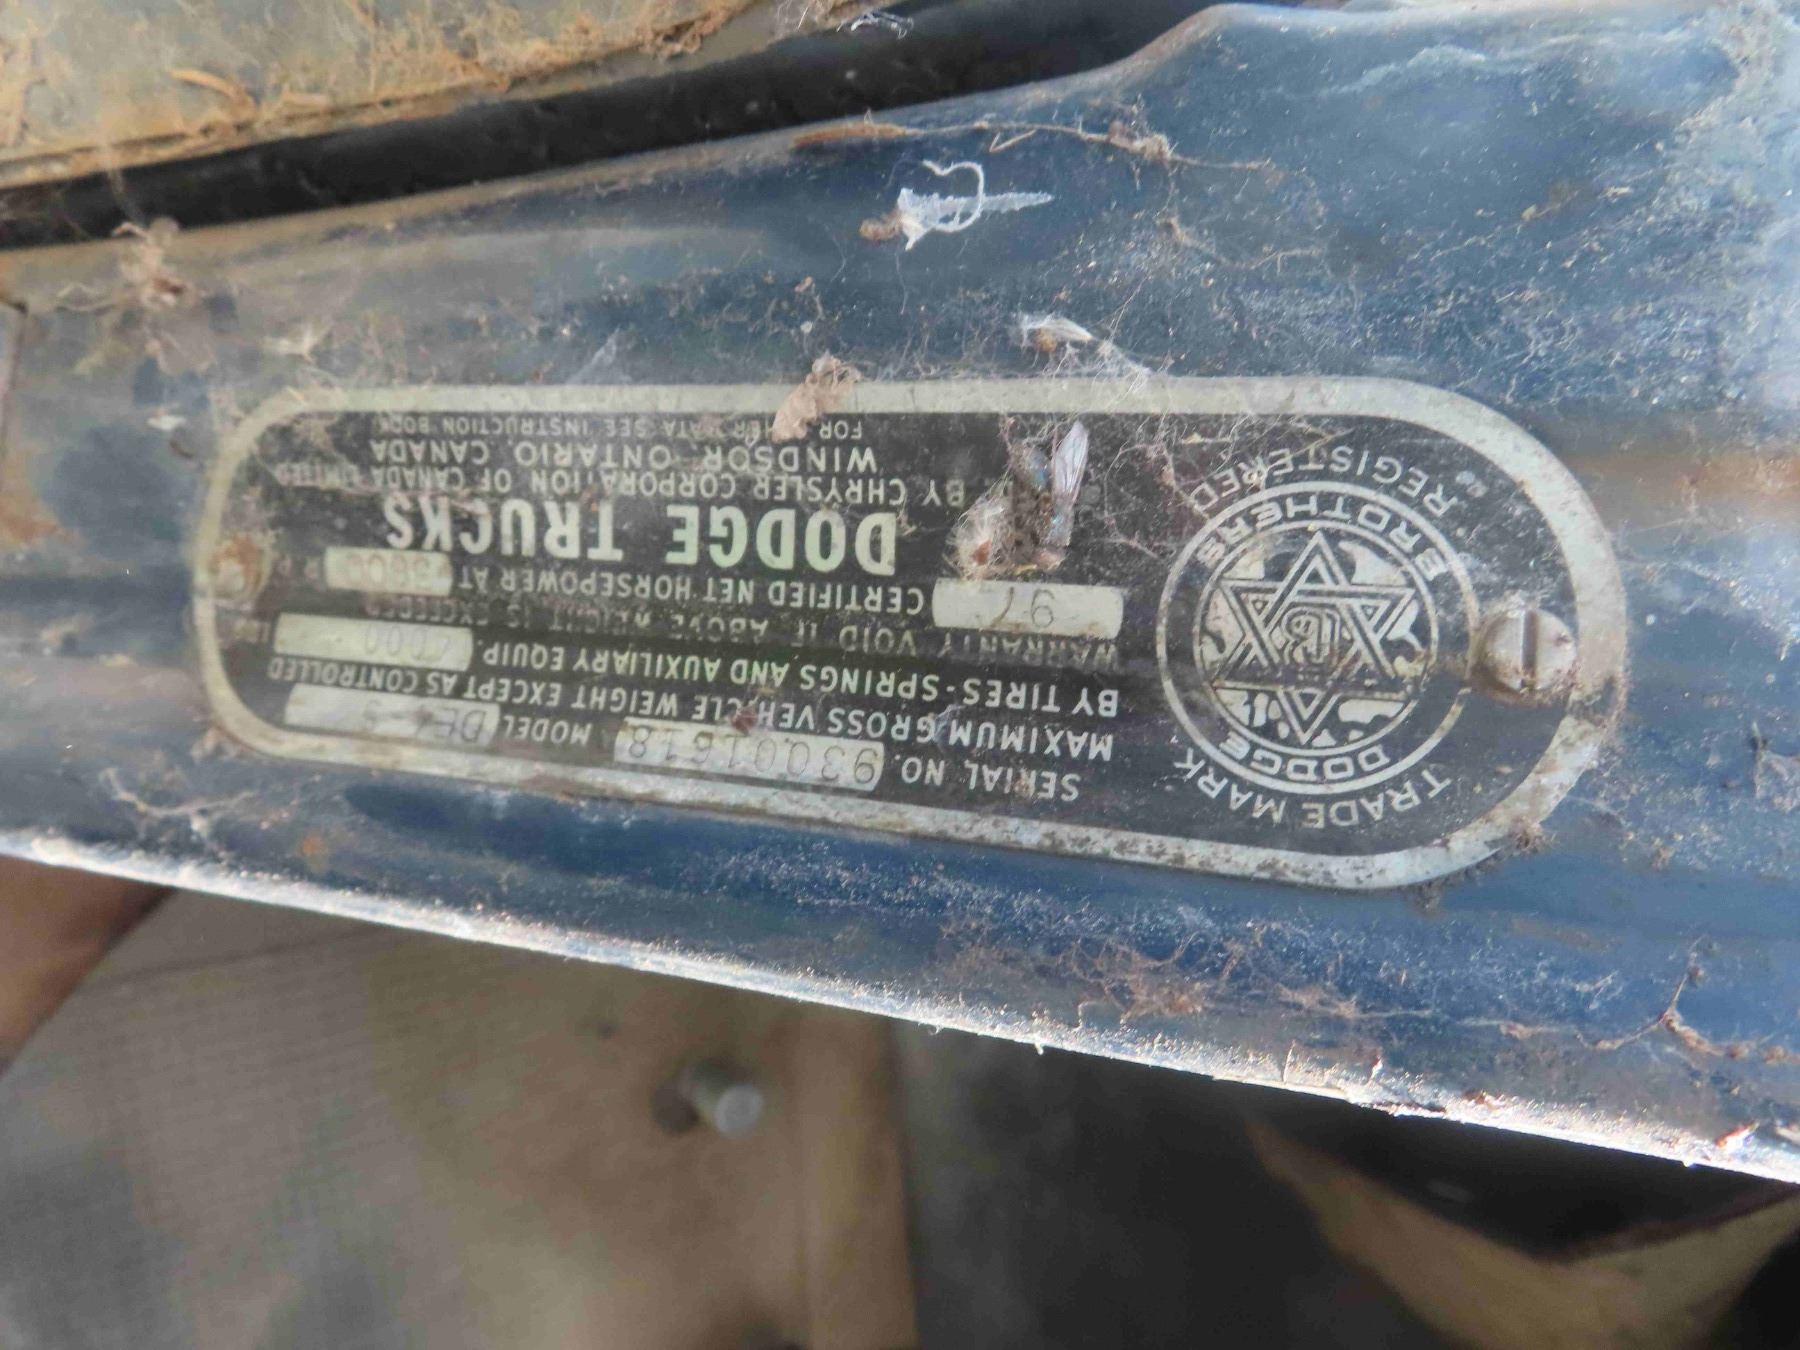 TRADE MARK
DODGE
BROTHERS
DB
REGISTERED
SERIAL NO. 93001618 MODEL
MAXIMUM GROSS VEHICLE WEIGHT EXCEPT AS CONTROLLED
BY TIRES-SPRINGS AND AUXILIARY EQUIP.
WARRANTY VOID IF ABOVE WEIGHT IS EXCEEDED
97 CERTIFIED NET HORSEPOWER AT 3600
DODGE TRUCKS
BY CHRYSLER CORPORATION OF CANADA LIMITED
WINDSOR, ONTARIO, CANADA
FOR OTHER DATA SEE INSTRUCTION BOOK